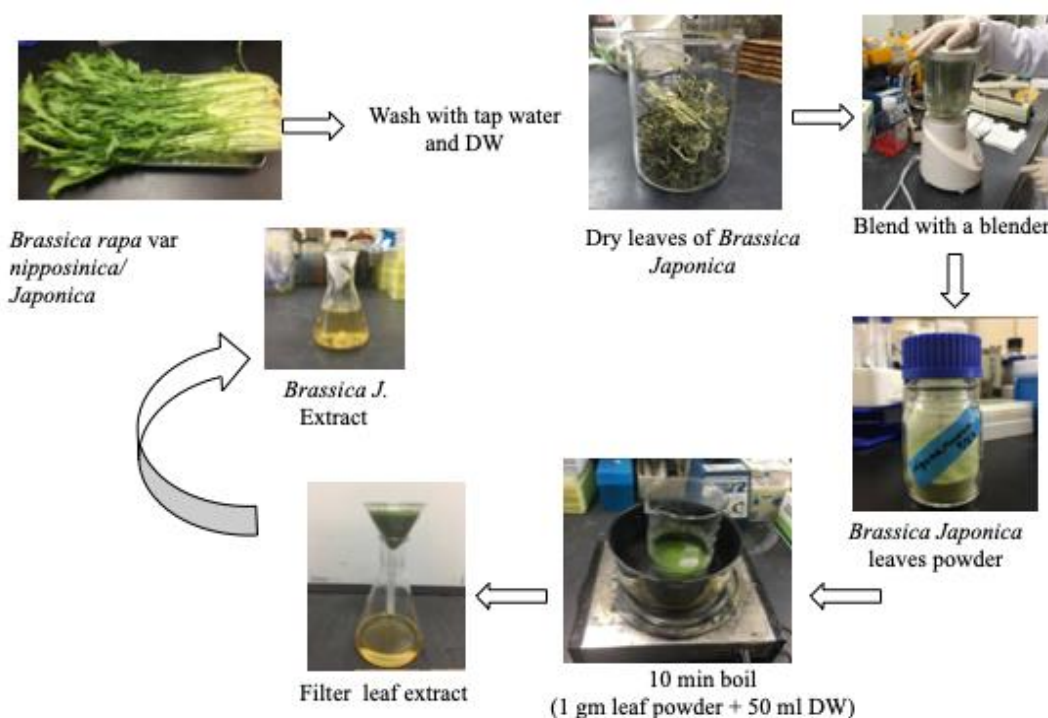 Wash with tap water
and DW
Brassica rapa var
nipposinica/
Japonica
Dry leaves of Brassica
Japonica
Blend with a blender
Brassica Japonica
leaves powder
10 min boil
(1 gm leaf powder + 50 ml DW)
Filter leaf extract
Brassica J.
Extract